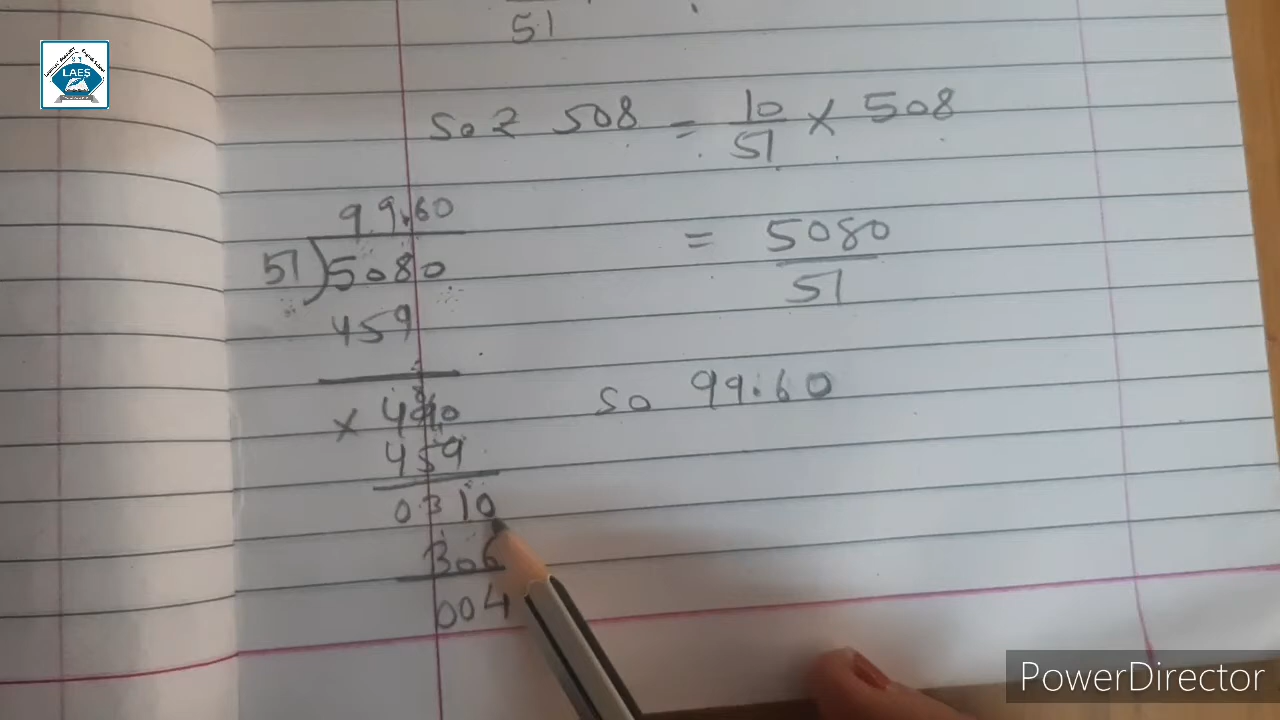 51
LAES
So ₹ 508 = 10/51 × 508
99.60
51)5080
= 5080/51
459
× 490
so 99.60
459
0310
306
004
PowerDirector